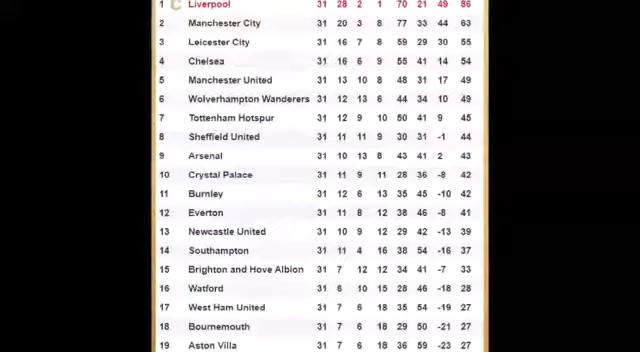 1 C Liverpool 31 28 2 1 70 21 49 86
2 Manchester City 31 20 3 8 77 33 44 63
3 Leicester City 31 16 7 8 59 29 30 55
4 Chelsea 31 16 6 9 55 41 14 54
5 Manchester United 31 13 10 8 48 31 17 49
6 Wolverhampton Wanderers 31 12 13 6 44 34 10 49
7 Tottenham Hotspur 31 12 9 10 50 41 9 45
8 Sheffield United 31 11 11 9 30 31 -1 44
9 Arsenal 31 10 13 8 43 41 2 43
10 Crystal Palace 31 11 9 11 28 36 -8 42
11 Burnley 31 12 6 13 35 45 -10 42
12 Everton 31 11 8 12 38 46 -8 41
13 Newcastle United 31 10 9 12 29 42 -13 39
14 Southampton 31 11 4 16 38 54 -16 37
15 Brighton and Hove Albion 31 7 12 12 34 41 -7 33
16 Watford 31 6 10 15 28 46 -18 28
17 West Ham United 31 7 6 18 35 54 -19 27
18 Bournemouth 31 7 6 18 29 50 -21 27
19 Aston Villa 31 7 6 18 36 59 -23 27